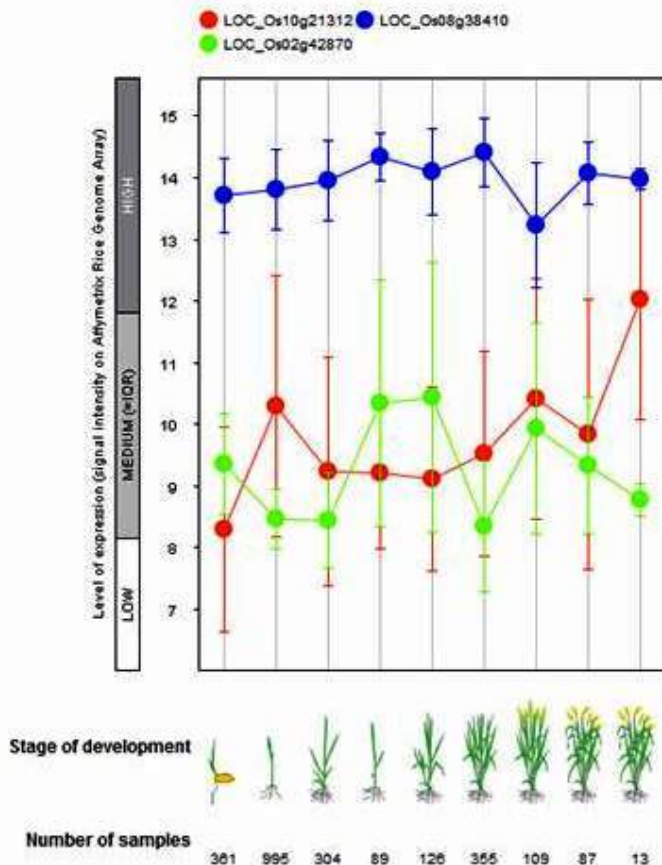 LOC_Os10g21312 LOC_Os08g38410
LOC_Os02g42870
Level of expression (signal intensity on Affymetrix Rice Genome Array)
HIGH
MEDIUM (=IQR)
LOW
15
14
13
12
11
10
9
8
7
Stage of development
Number of samples 361 995 304 89 126 355 109 87 13